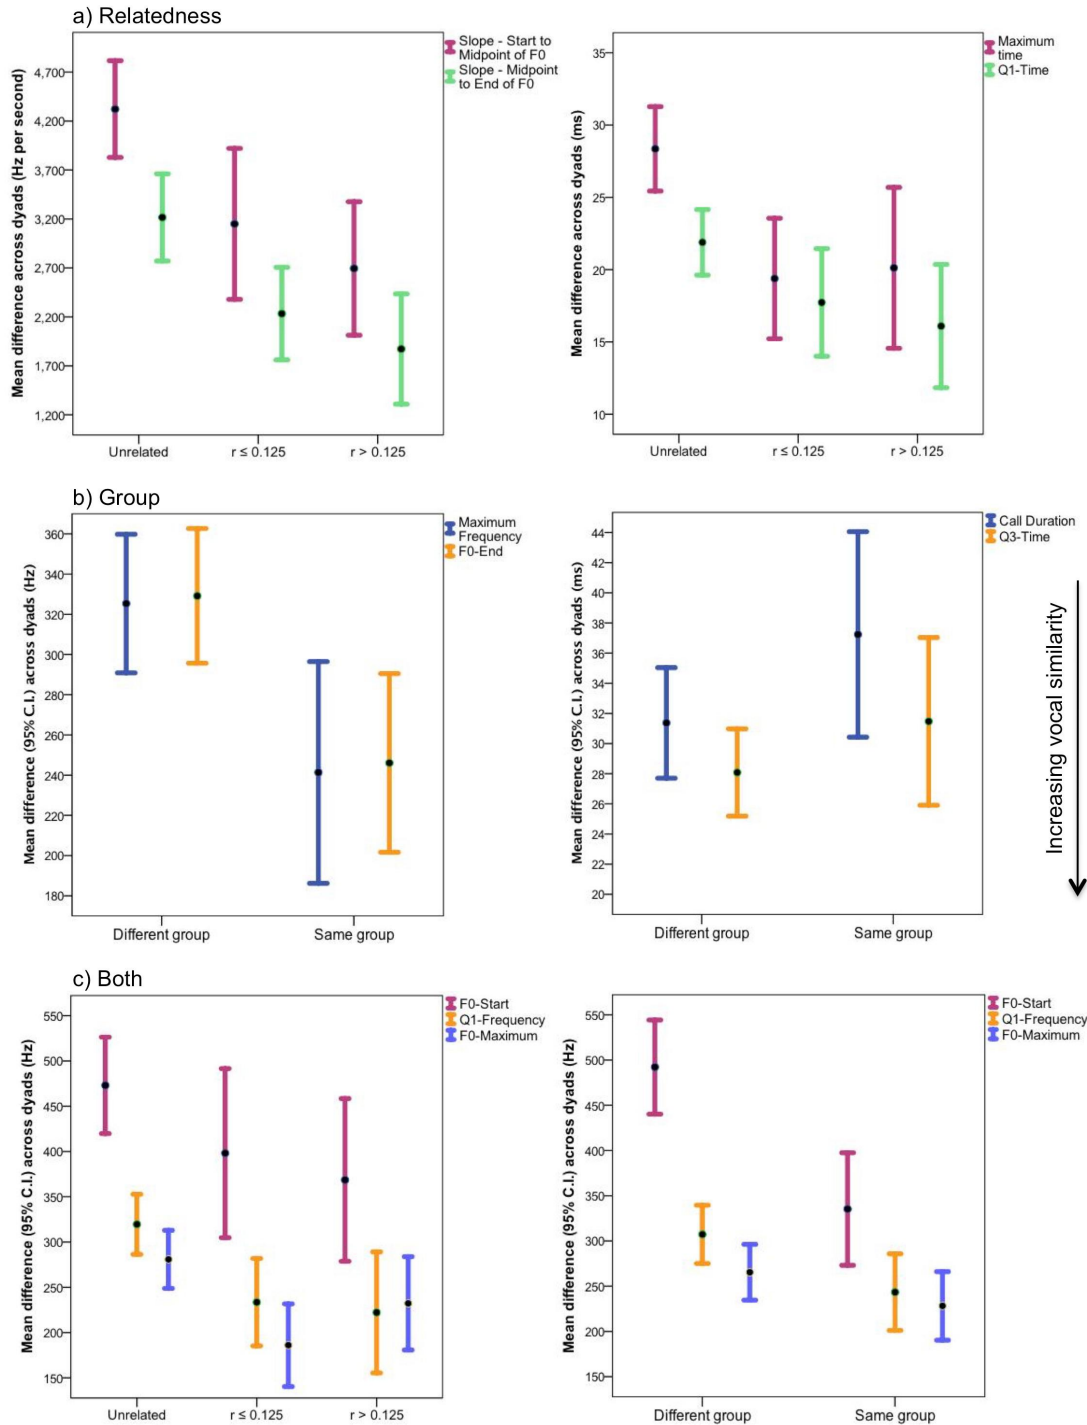 a) Relatedness
Mean difference across dyads (Hz per second)
4,700
4,200
3,700
3,200
2,700
2,200
1,700
1,200
Unrelated
r ≤ 0.125
r > 0.125
Slope - Start to
Midpoint of F0
Slope - Midpoint
to End of F0
Mean difference across dyads (ms)
35
30
25
20
15
10
Unrelated
r ≤ 0.125
r > 0.125
Maximum
time
Q1-Time
b) Group
Mean difference (95% C.I.) across dyads (Hz)
360
340
320
300
280
260
240
220
200
180
Different group
Same group
Maximum
Frequency
F0-End
Mean difference (95% C.I.) across dyads (ms)
44
42
40
38
36
34
32
30
28
26
24
22
20
Different group
Same group
Call Duration
Q3-Time
Increasing vocal similarity
c) Both
Mean difference (95% C.I.) across dyads (Hz)
550
500
450
400
350
300
250
200
150
Unrelated
r ≤ 0.125
r > 0.125
F0-Start
Q1-Frequency
F0-Maximum
Mean difference (95% C.I.) across dyads (Hz)
550
500
450
400
350
300
250
200
150
Different group
Same group
F0-Start
Q1-Frequency
F0-Maximum